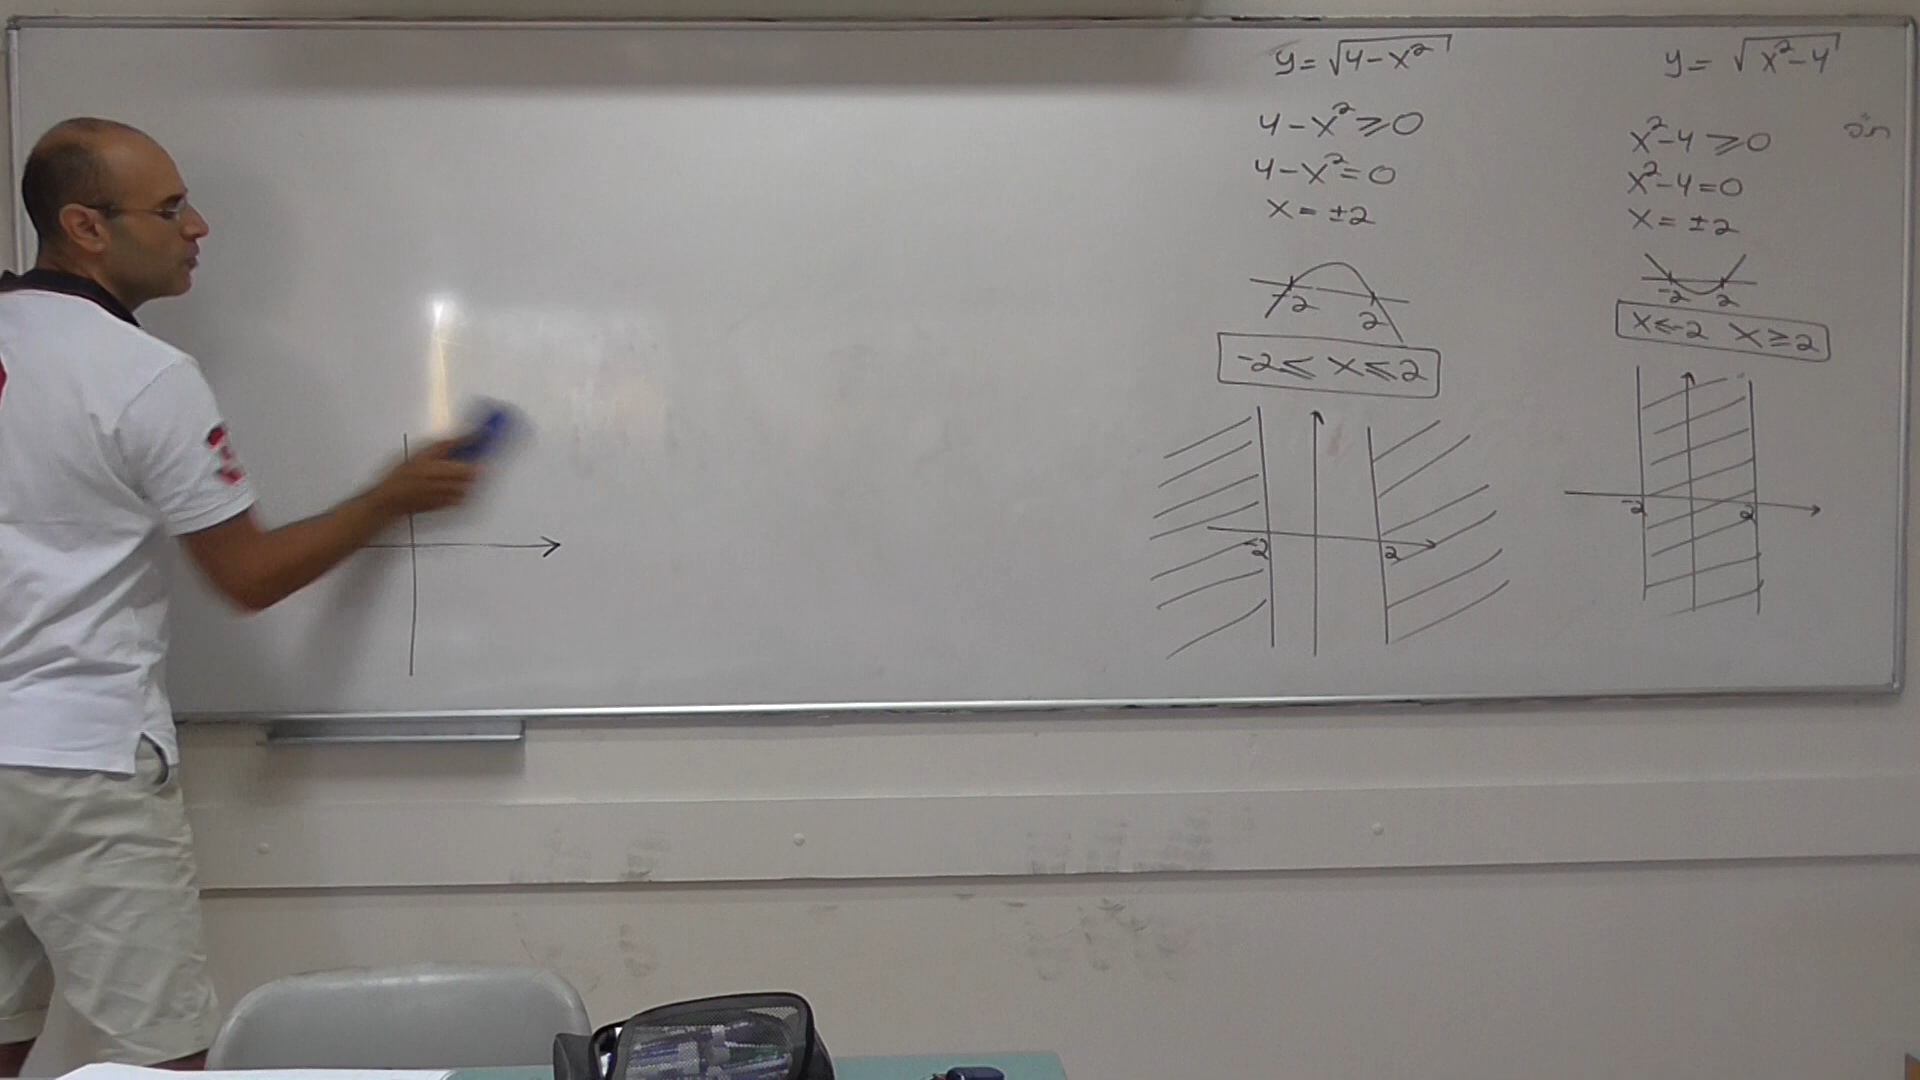 ת״ה
y = √(x²-4)
x²-4 ≥ 0
x²-4 = 0
x = ±2
-2 2
x ≤ -2 x ≥ 2
-2 2
y = √(4-x²)
4-x² ≥ 0
4-x² = 0
x = ±2
-2 2
-2 ≤ x ≤ 2
-2 2